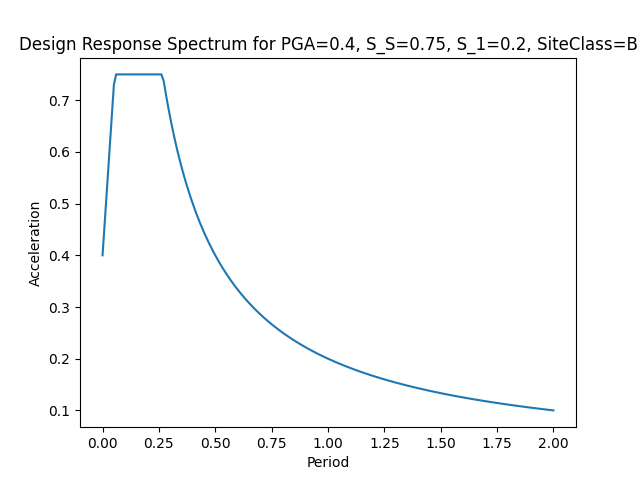 Design Response Spectrum for PGA=0.4, S_S=0.75, S_1=0.2, SiteClass=B
0.7
0.6
0.5
0.4
0.3
0.2
0.1
Acceleration
0.00 0.25 0.50 0.75 1.00 1.25 1.50 1.75 2.00
Period